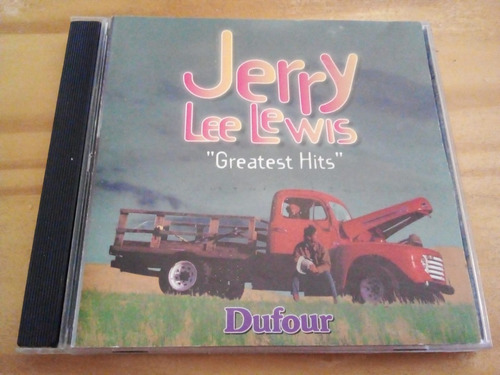 Jerry
Lee Lewis
"Greatest Hits"
Dufour